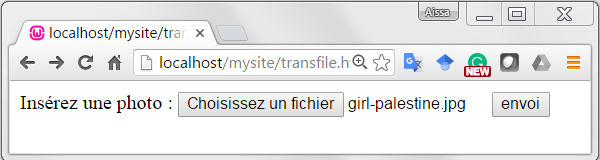 Aissa
localhost/mysite/tran
localhost/mysite/transfile.h
NEW
Insérez une photo : Choisissez un fichier girl-palestine.jpg envoi